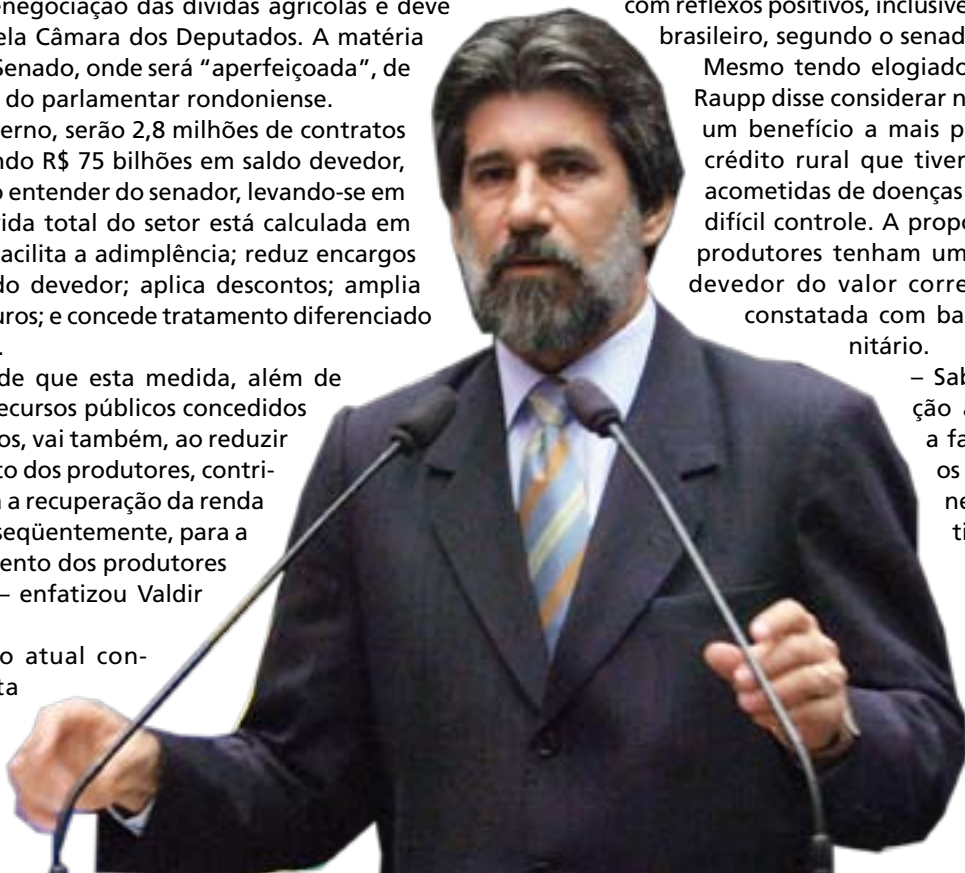 enegociação das dívidas agrícolas e deve
ela Câmara dos Deputados. A matéria
Senado, onde será “aperfeiçoada”, de
do parlamentar rondoniense.
erno, serão 2,8 milhões de contratos
ndo R$ 75 bilhões em saldo devedor,
o entender do senador, levando-se em
ida total do setor está calculada em
acilita a adimplência; reduz encargos
do devedor; aplica descontos; amplia
uros; e concede tratamento diferenciado
.
de que esta medida, além de
ecursos públicos concedidos
os, vai também, ao reduzir
to dos produtores, contri-
a recuperação da renda
seqüentemente, para a
ento dos produtores
– enfatizou Valdir
o atual con-
ta
com reflexos positivos, inclusive
brasileiro, segundo o senad
Mesmo tendo elogiado
Raupp disse considerar n
um benefício a mais p
crédito rural que tiver
acometidas de doenças
difícil controle. A propo
produtores tenham um
devedor do valor corre
constatada com ba
nitário.
– Sab
ção a
a fa
os
ne
ti